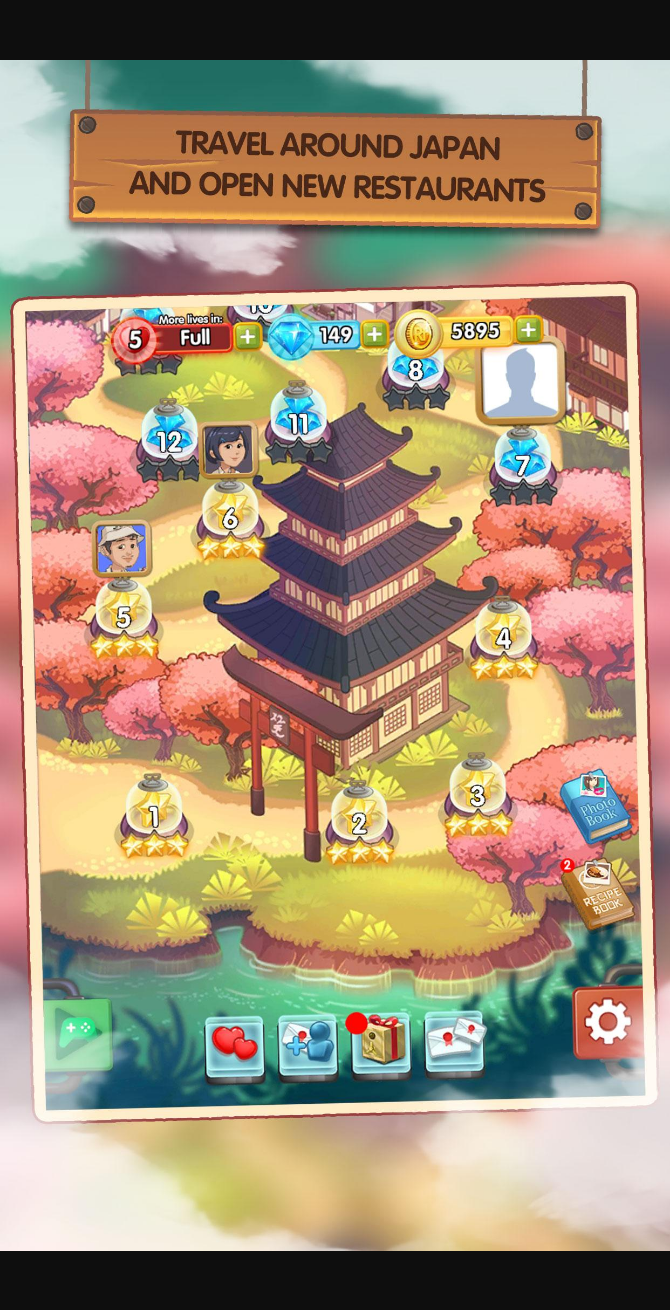 TRAVEL AROUND JAPAN
AND OPEN NEW RESTAURANTS
More lives in:
5
Full
149
5895
8
12
11
7
6
5
4
1
2
3
PHOTO
BOOK
2
RECIPE
BOOK